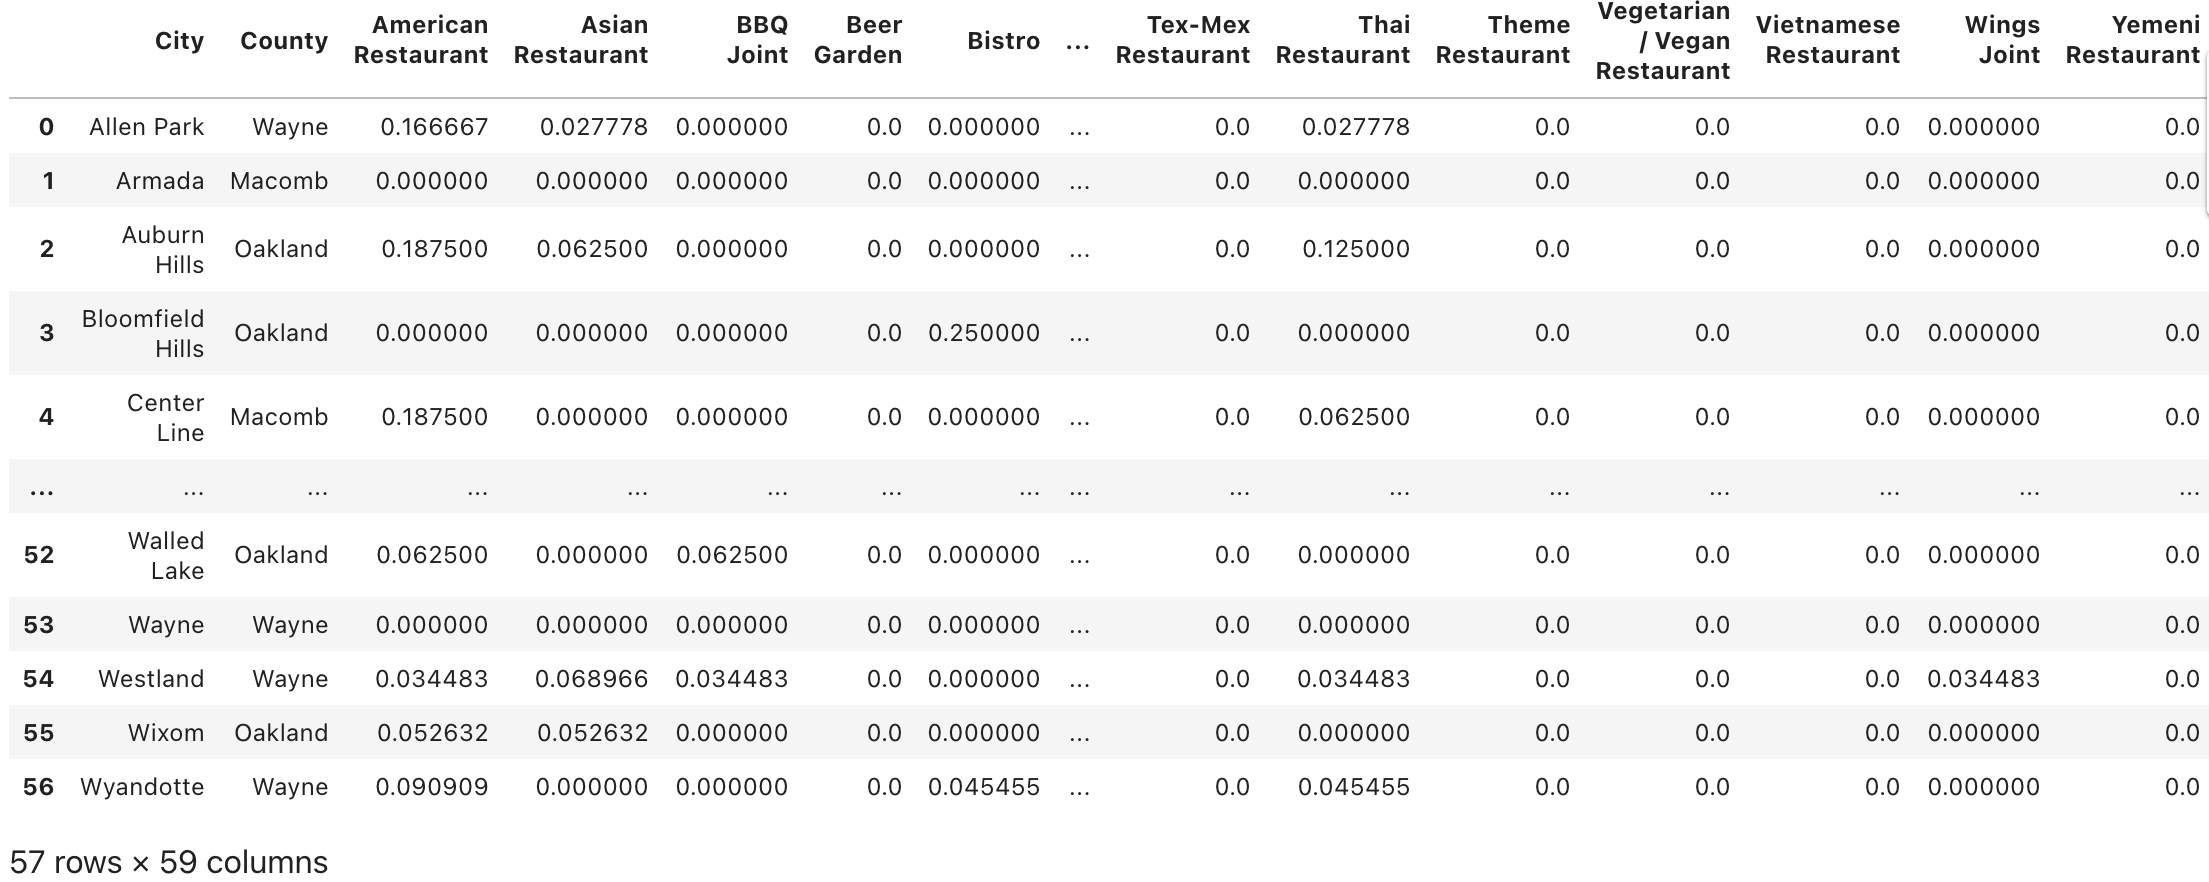 City County American Restaurant Asian Restaurant BBQ Joint Beer Garden Bistro ... Tex-Mex Restaurant Thai Restaurant Theme Restaurant Vegetarian / Vegan Restaurant Vietnamese Restaurant Wings Joint Yemeni Restaurant
0 Allen Park Wayne 0.166667 0.027778 0.000000 0.0 0.000000 ... 0.0 0.027778 0.0 0.0 0.0 0.000000 0.0
1 Armada Macomb 0.000000 0.000000 0.000000 0.0 0.000000 ... 0.0 0.000000 0.0 0.0 0.0 0.000000 0.0
2 Auburn Hills Oakland 0.187500 0.062500 0.000000 0.0 0.000000 ... 0.0 0.125000 0.0 0.0 0.0 0.000000 0.0
3 Bloomfield Hills Oakland 0.000000 0.000000 0.000000 0.0 0.250000 ... 0.0 0.000000 0.0 0.0 0.0 0.000000 0.0
4 Center Line Macomb 0.187500 0.000000 0.000000 0.0 0.000000 ... 0.0 0.062500 0.0 0.0 0.0 0.000000 0.0
... ... ... ... ... ... ... ... ... ... ... ... ... ... ... ...
52 Walled Lake Oakland 0.062500 0.000000 0.062500 0.0 0.000000 ... 0.0 0.000000 0.0 0.0 0.0 0.000000 0.0
53 Wayne Wayne 0.000000 0.000000 0.000000 0.0 0.000000 ... 0.0 0.000000 0.0 0.0 0.0 0.000000 0.0
54 Westland Wayne 0.034483 0.068966 0.034483 0.0 0.000000 ... 0.0 0.034483 0.0 0.0 0.0 0.034483 0.0
55 Wixom Oakland 0.052632 0.052632 0.000000 0.0 0.000000 ... 0.0 0.000000 0.0 0.0 0.0 0.000000 0.0
56 Wyandotte Wayne 0.090909 0.000000 0.000000 0.0 0.045455 ... 0.0 0.045455 0.0 0.0 0.0 0.000000 0.0
57 rows × 59 columns